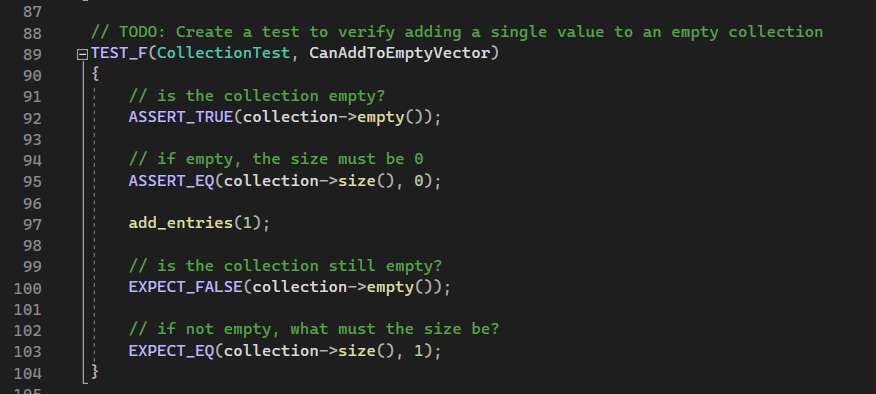 87
88 // TODO: Create a test to verify adding a single value to an empty collection
89 TEST_F(CollectionTest, CanAddToEmptyVector)
90 {
91 // is the collection empty?
92 ASSERT_TRUE(collection->empty());
93
94 // if empty, the size must be 0
95 ASSERT_EQ(collection->size(), 0);
96
97 add_entries(1);
98
99 // is the collection still empty?
100 EXPECT_FALSE(collection->empty());
101
102 // if not empty, what must the size be?
103 EXPECT_EQ(collection->size(), 1);
104 }
105